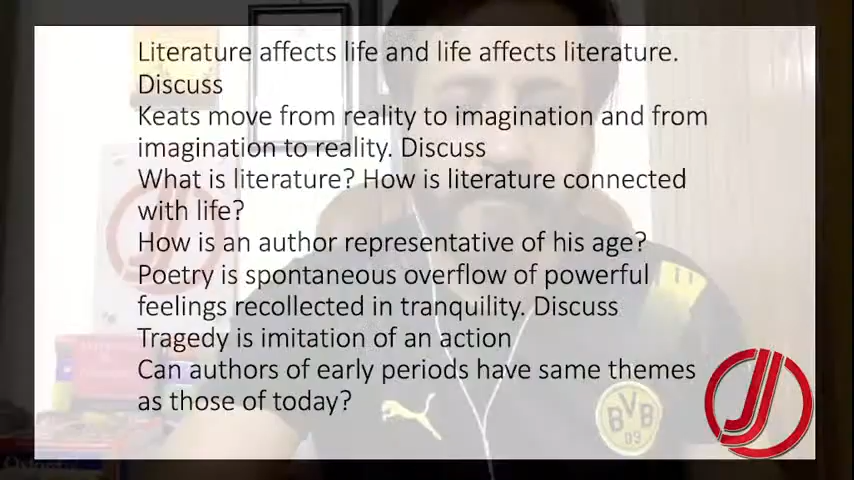 Literature affects life and life affects literature.
Discuss
Keats move from reality to imagination and from
imagination to reality. Discuss
What is literature? How is literature connected
with life?
How is an author representative of his age?
Poetry is spontaneous overflow of powerful
feelings recollected in tranquility. Discuss
Tragedy is imitation of an action
Can authors of early periods have same themes
as those of today?
BVB
09